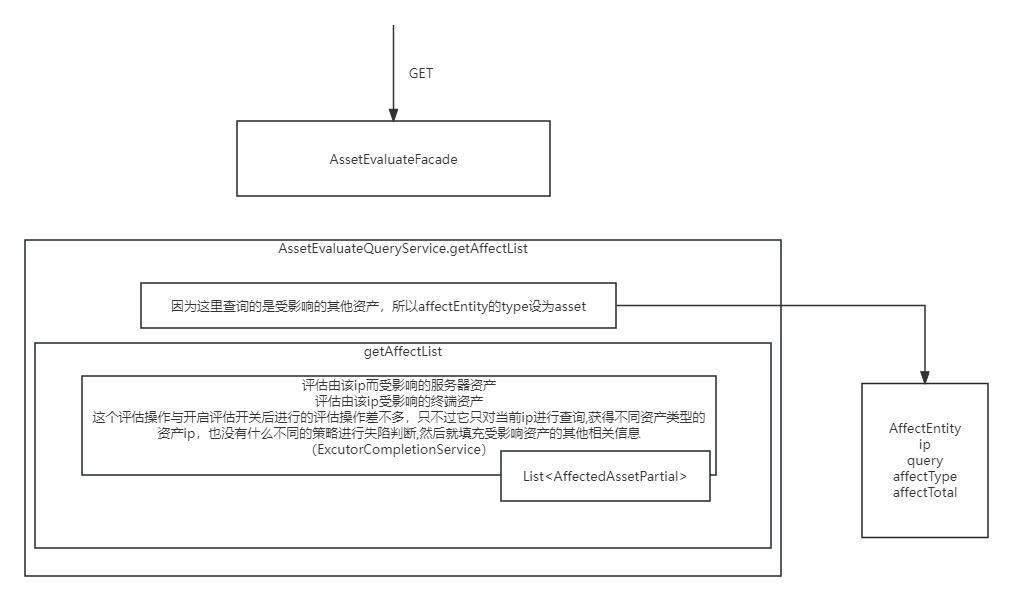 GET
AssetEvaluateFacade
AssetEvaluateQueryService.getAffectList
因为这里查询的是受影响的其他资产，所以affectEntity的type设为asset
getAffectList
评估由该ip而受影响的服务器资产
评估由该ip受影响的终端资产
这个评估操作与开启评估开关后进行的评估操作差不多，只不过它只对当前ip进行查询,获得不同资产类型的
资产ip，也没有什么不同的策略进行失陷判断,然后就填充受影响资产的其他相关信息
（ExcutorCompletionService）
List<AffectedAssetPartial>
AffectEntity
ip
query
affectType
affectTotal